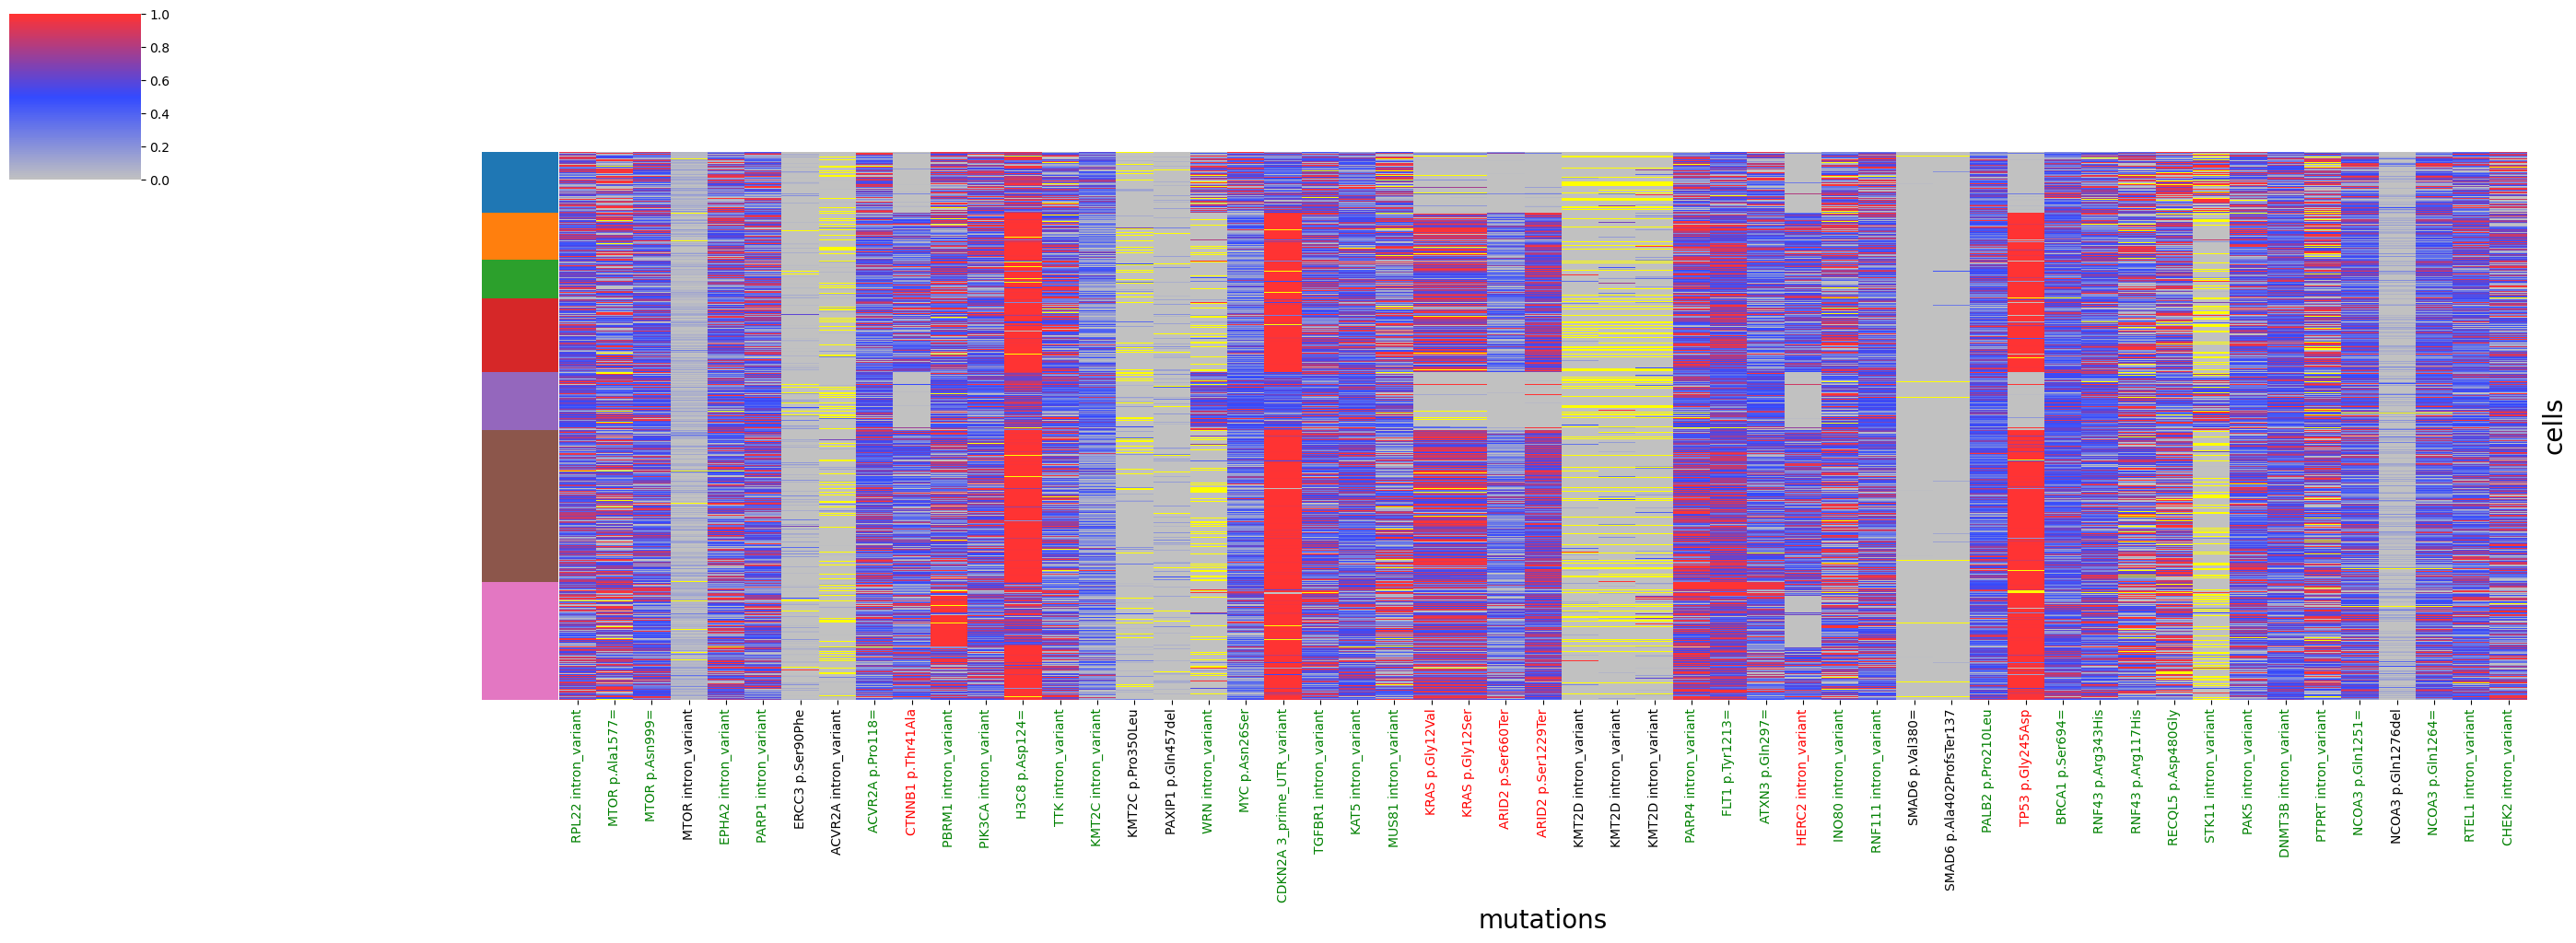 1.0
0.8
0.6
0.4
0.2
0.0
cells
RPL22 intron_variant
MTOR p.Ala1577=
MTOR p.Asn999=
MTOR intron_variant
EPHA2 intron_variant
PARP1 intron_variant
ERCC3 p.Ser90Phe
ACVR2A intron_variant
ACVR2A p.Pro118=
CTNNB1 p.Thr41Ala
PBRM1 intron_variant
PIK3CA intron_variant
H3C8 p.Asp124=
TTK intron_variant
KMT2C intron_variant
KMT2C p.Pro350Leu
PAXIP1 p.Gln457del
WRN intron_variant
MYC p.Asn26Ser
CDKN2A 3_prime_UTR_variant
TGFBR1 intron_variant
KAT5 intron_variant
MUS81 intron_variant
KRAS p.Gly12Val
KRAS p.Gly12Ser
ARID2 p.Ser660Ter
ARID2 p.Ser1229Ter
KMT2D intron_variant
KMT2D intron_variant
KMT2D intron_variant
PARP4 intron_variant
FLT1 p.Tyr1213=
ATXN3 p.Gln297=
HERC2 intron_variant
INO80 intron_variant
RNF111 intron_variant
SMAD6 p.Val380=
SMAD6 p.Ala402ProfsTer137
PALB2 p.Pro210Leu
TP53 p.Gly245Asp
BRCA1 p.Ser694=
RNF43 p.Arg343His
RNF43 p.Arg117His
RECQL5 p.Asp480Gly
STK11 intron_variant
PAK5 intron_variant
DNMT3B intron_variant
PTPRT intron_variant
NCOA3 p.Gln1251=
NCOA3 p.Gln1276del
NCOA3 p.Gln1264=
RTEL1 intron_variant
CHEK2 intron_variant
mutations